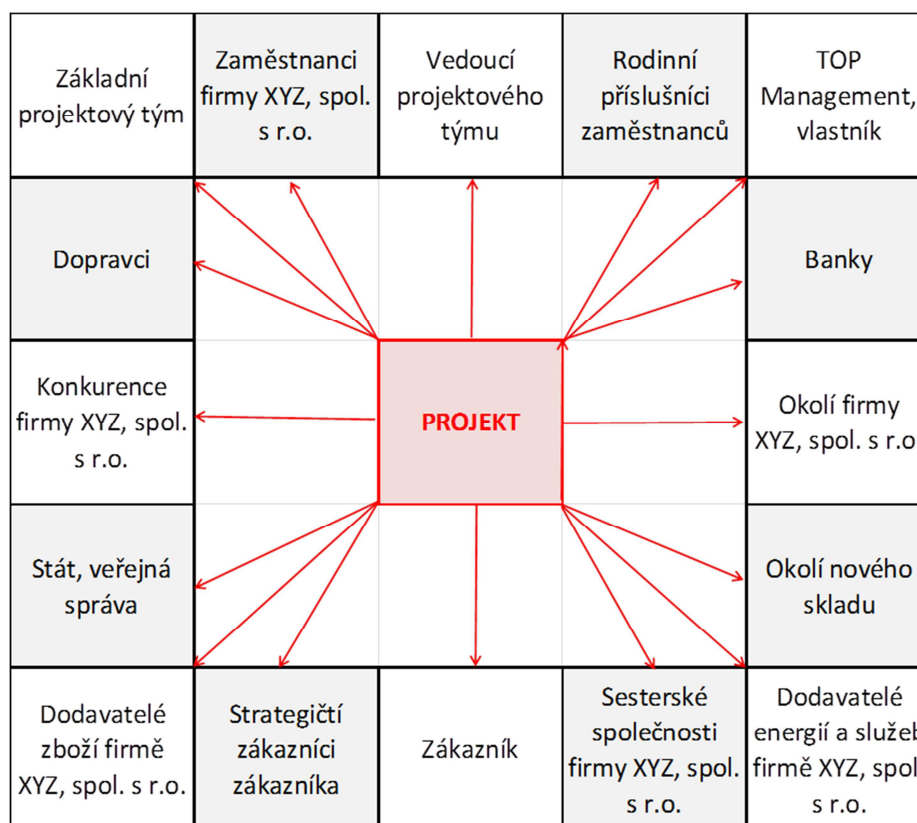 Základní
projektový tým
Zaměstnanci
firmy XYZ, spol.
s r.o.
Vedoucí
projektového
týmu
Rodinní
příslušníci
zaměstnanců
TOP
Management,
vlastník
Dopravci
Banky
Konkurence
firmy XYZ, spol.
s r.o.
PROJEKT
Okolí firmy
XYZ, spol. s r.o
Stát, veřejná
správa
Okolí nového
skladu
Dodavatelé
zboží firmě
XYZ, spol. s r.o.
Strategičtí
zákazníci
zákazníka
Zákazník
Sesterské
společnosti
firmy XYZ, spol.
s r.o.
Dodavatelé
energií a služeb
firmě XYZ, spol
s r.o.